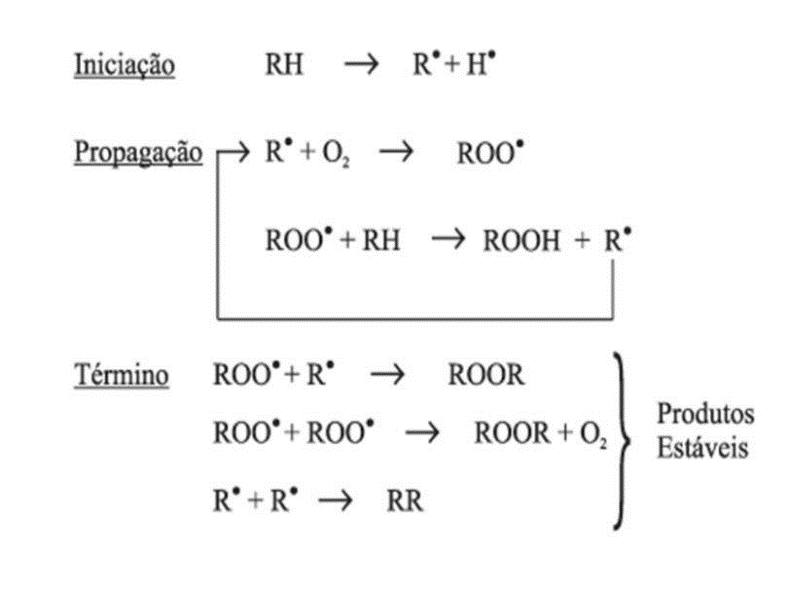 Iniciação RH → R• + H•
Propagação → R• + O₂ → ROO•
ROO• + RH → ROOH + R•
Término ROO• + R• → ROOR
ROO• + ROO• → ROOR + O₂
R• + R• → RR
Produtos
Estáveis